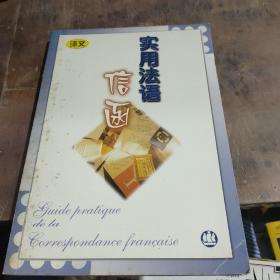 译文
实用法语
信函
Guide pratique
de la
Correspondance française